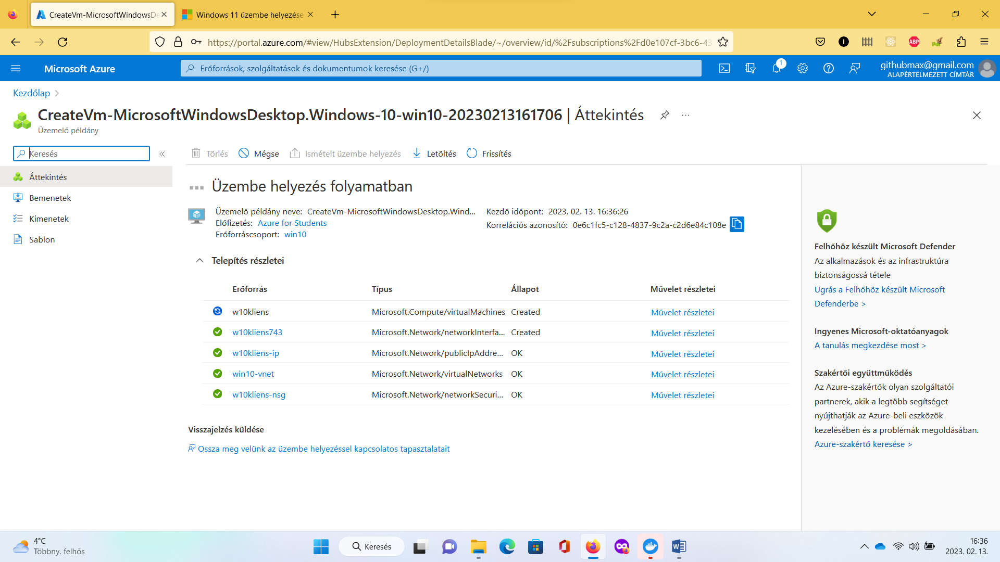 CreateVm-MicrosoftWindowsDe
Windows 11 üzembe helyezése
https://portal.azure.com/#view/HubsExtension/DeploymentDetailsBlade/~/overview/id/%2Fsubscriptions%2Fd0e107cf-3bc6-43
ABP
Microsoft Azure
Erőforrások, szolgáltatások és dokumentumok keresése (G+/)
1
githubmax@gmail.com
ALAPÉRTELMEZETT CÍMTÁR
Kezdőlap
CreateVm-MicrosoftWindowsDesktop.Windows-10-win10-20230213161706 | Áttekintés
Üzemelő példány
Keresés
Törlés
Mégse
Ismételt üzembe helyezés
Letöltés
Frissítés
Áttekintés
Bemenetek
Kimenetek
Sablon
Üzembe helyezés folyamatban
Üzemelő példány neve: CreateVm-MicrosoftWindowsDesktop.Wind...
Előfizetés: Azure for Students
Erőforráscsoport: win10
Kezdő időpont: 2023. 02. 13. 16:36:26
Korrelációs azonosító: 0e6c1fc5-c128-4837-9c2a-c2d6e84c108e
Telepítés részletei
Erőforrás Típus Állapot Művelet részletei
w10kliens Microsoft.Compute/virtualMachines Created Művelet részletei
w10kliens743 Microsoft.Network/networkInterfa... Created Művelet részletei
w10kliens-ip Microsoft.Network/publicIpAddre... OK Művelet részletei
win10-vnet Microsoft.Network/virtualNetworks OK Művelet részletei
w10kliens-nsg Microsoft.Network/networkSecuri... OK Művelet részletei
Visszajelzés küldése
Ossza meg velünk az üzembe helyezéssel kapcsolatos tapasztalatait
Felhőhöz készült Microsoft Defender
Az alkalmazások és az infrastruktúra
biztonságossá tétele
Ugrás a Felhőhöz készült Microsoft
Defenderbe >
Ingyenes Microsoft-oktatóanyagok
A tanulás megkezdése most >
Szakértői együttműködés
Az Azure-szakértők olyan szolgáltatói
partnerek, akik a legtöbb segítséget
nyújthatják az Azure-beli eszközök
kezelésében és a problémák megoldásában.
Azure-szakértő keresése >
4°C
Többny. felhős
Keresés
16:36
2023. 02. 13.